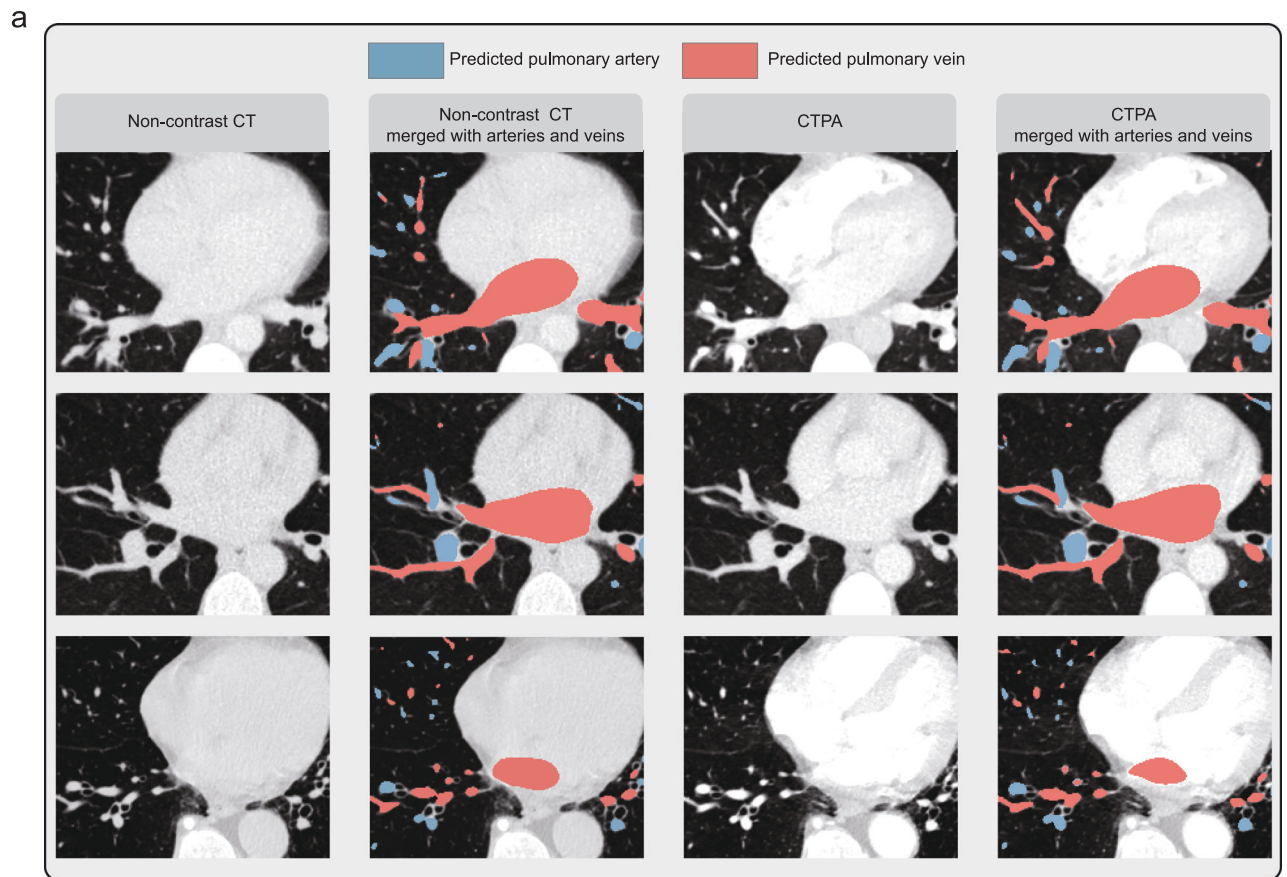 a
Predicted pulmonary artery
Predicted pulmonary vein
Non-contrast CT
Non-contrast CT
merged with arteries and veins
CTPA
CTPA
merged with arteries and veins